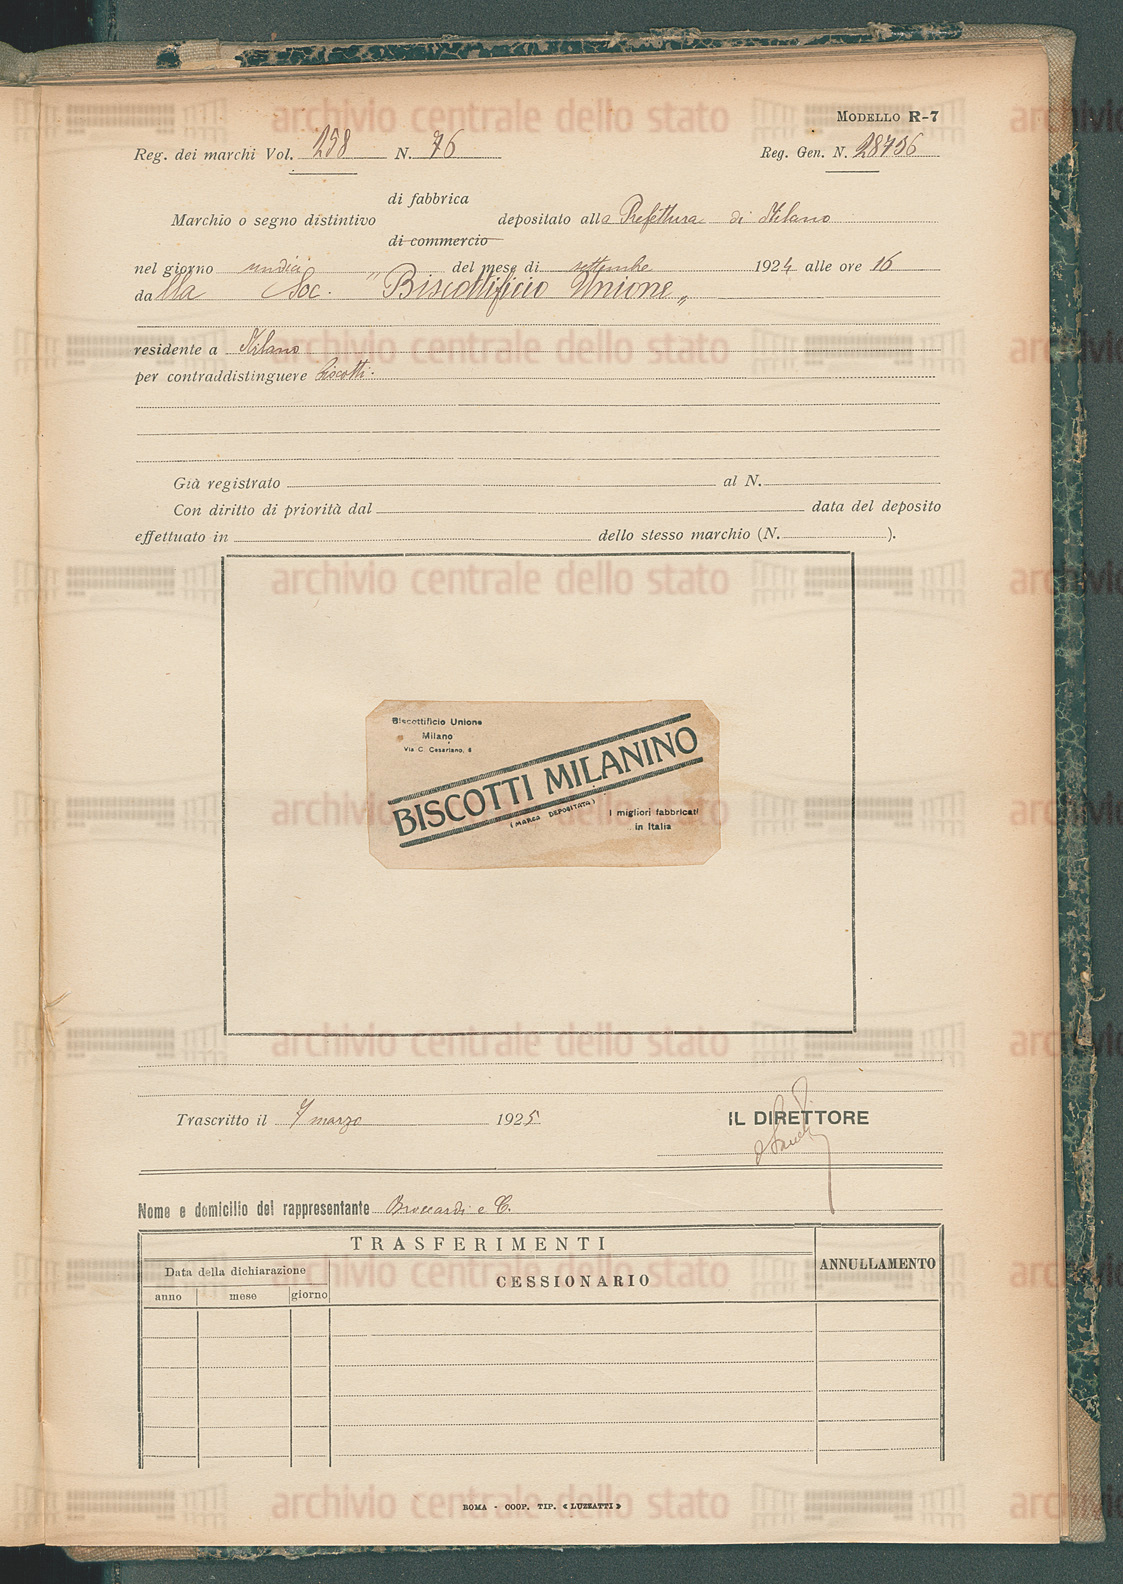 MODELLO R-7
Reg. dei marchi Vol. 258 N. 76 Reg. Gen. N. 28756
di fabbrica
Marchio o segno distintivo depositato alla Prefettura di Milano
di commercio
nel giorno undici del mese di settembre 1924 alle ore 16
dalla Soc. "Biscottificio Unione„
residente a Milano
per contraddistinguere biscotti.
Già registrato al N.
Con diritto di priorità dal data del deposito
effettuato in dello stesso marchio (N. ).
Biscottificio Unione
Milano
Via C. Cesariano, 8
BISCOTTI MILANINO
(MARCA DEPOSITATA)
I migliori fabbricati
in Italia
Trascritto il 7 marzo 1925
IL DIRETTORE
Nome e domicilio del rappresentante Broccardi e C.
TRASFERIMENTI
ANNULLAMENTO
Data della dichiarazione
CESSIONARIO
anno mese giorno
ROMA - COOP. TIP. «LUZZATTI»
archivio centrale dello stato